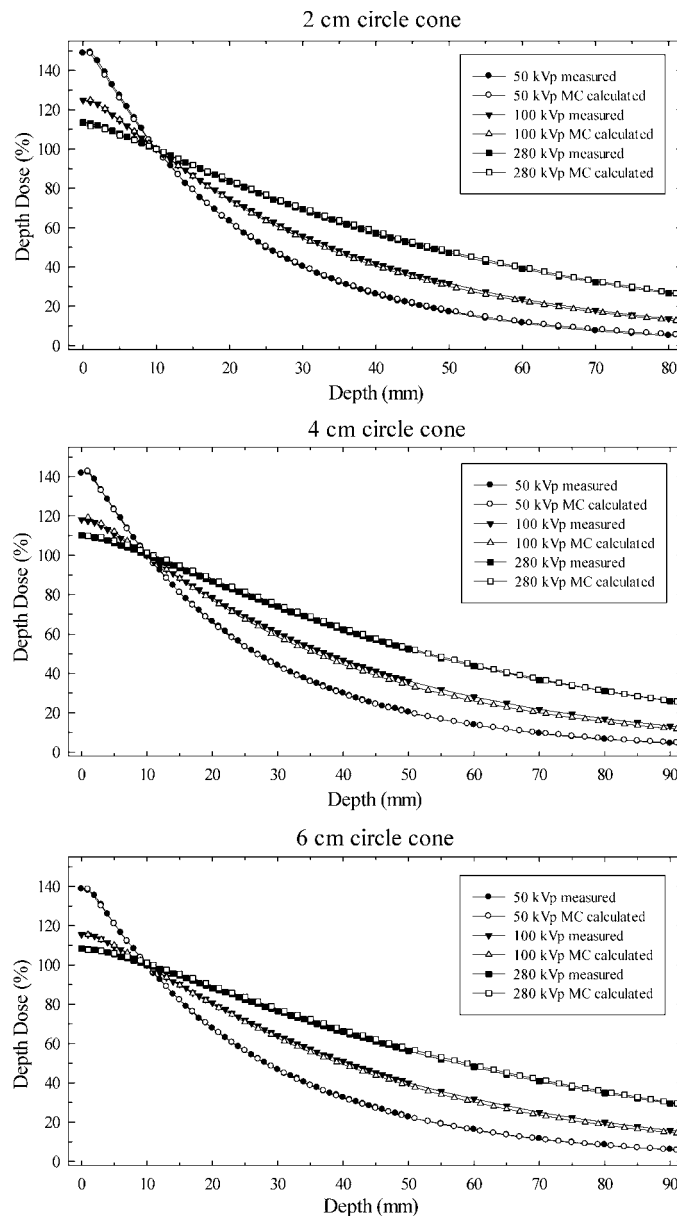 2 cm circle cone
Depth Dose (%)
140
120
100
80
60
40
20
0
50 kVp measured
50 kVp MC calculated
100 kVp measured
100 kVp MC calculated
280 kVp measured
280 kVp MC calculated
0 10 20 30 40 50 60 70 80
Depth (mm)
4 cm circle cone
Depth Dose (%)
140
120
100
80
60
40
20
0
50 kVp measured
50 kVp MC calculated
100 kVp measured
100 kVp MC calculated
280 kVp measured
280 kVp MC calculated
0 10 20 30 40 50 60 70 80 90
Depth (mm)
6 cm circle cone
Depth Dose (%)
140
120
100
80
60
40
20
0
50 kVp measured
50 kVp MC calculated
100 kVp measured
100 kVp MC calculated
280 kVp measured
280 kVp MC calculated
0 10 20 30 40 50 60 70 80 90
Depth (mm)